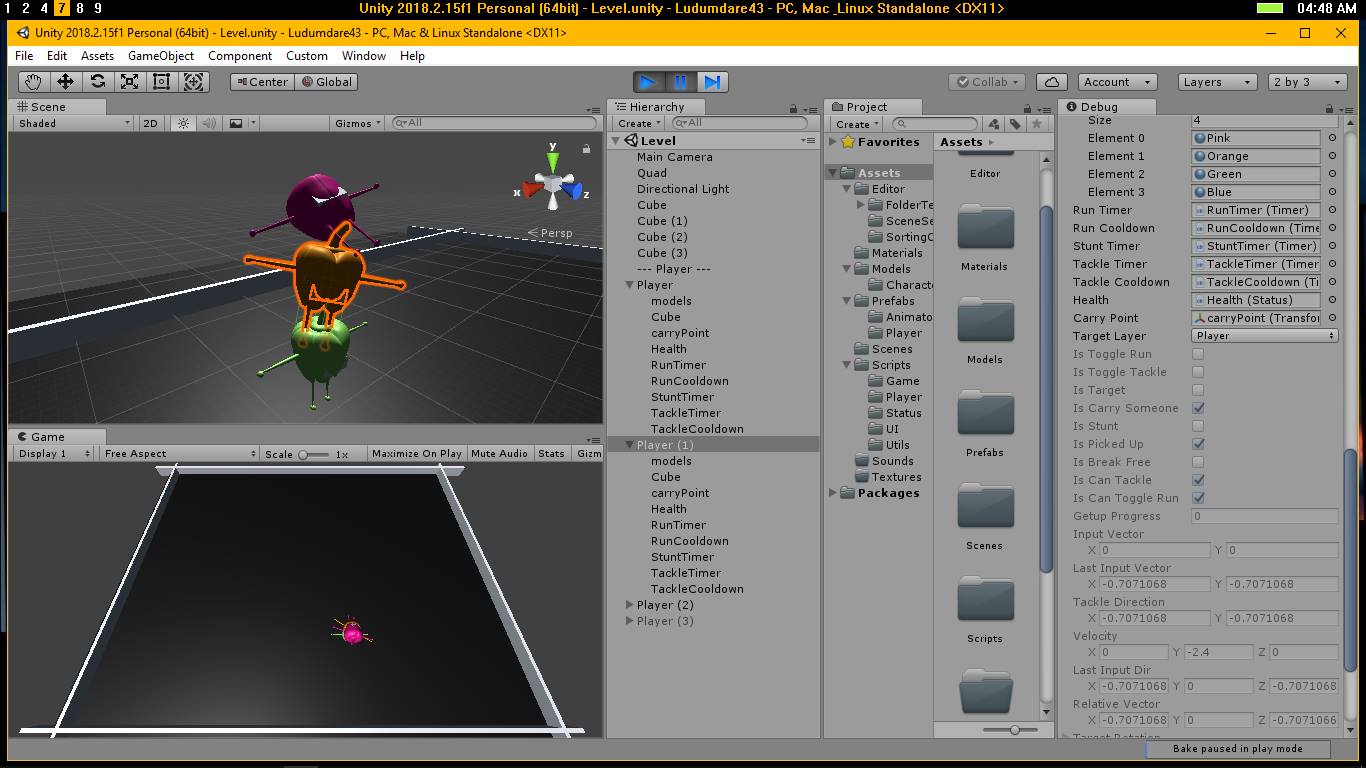 1 2 4 7 8 9 Unity 2018.2.15f1 Personal (64bit) - Level.unity - Ludumdare43 - PC, Mac _Linux Standalone <DX11> 04:48 AM
Unity 2018.2.15f1 Personal (64bit) - Level.unity - Ludumdare43 - PC, Mac & Linux Standalone <DX11>
File Edit Assets GameObject Component Custom Window Help
Center Global Collab Account Layers 2 by 3
Scene
Shaded 2D Gizmos All
y
x
z
Persp
Game
Display 1 Free Aspect Scale 1x Maximize On Play Mute Audio Stats Gizm
Hierarchy
Create All
Level
Main Camera
Quad
Directional Light
Cube
Cube (1)
Cube (2)
Cube (3)
--- Player ---
Player
models
Cube
carryPoint
Health
RunTimer
RunCooldown
StuntTimer
TackleTimer
TackleCooldown
Player (1)
models
Cube
carryPoint
Health
RunTimer
RunCooldown
StuntTimer
TackleTimer
TackleCooldown
Player (2)
Player (3)
Project
Create
Favorites
Assets
Editor
FolderTe
SceneSe
SortingC
Materials
Models
Characte
Prefabs
Animato
Player
Scenes
Scripts
Game
Player
Status
UI
Utils
Sounds
Textures
Packages
Assets
Editor
Materials
Models
Prefabs
Scenes
Scripts
Debug
Size 4
Element 0 Pink
Element 1 Orange
Element 2 Green
Element 3 Blue
Run Timer RunTimer (Timer)
Run Cooldown RunCooldown (Time
Stunt Timer StuntTimer (Timer)
Tackle Timer TackleTimer (Timer
Tackle Cooldown TackleCooldown (Ti
Health Health (Status)
Carry Point carryPoint (Transfor
Target Layer Player
Is Toggle Run
Is Toggle Tackle
Is Target
Is Carry Someone
Is Stunt
Is Picked Up
Is Break Free
Is Can Tackle
Is Can Toggle Run
Getup Progress 0
Input Vector
X 0 Y 0
Last Input Vector
X -0.7071068 Y -0.7071068
Tackle Direction
X -0.7071068 Y -0.7071068
Velocity
X 0 Y -2.4 Z 0
Last Input Dir
X -0.7071068 Y 0 Z -0.7071068
Relative Vector
X -0.7071068 Y 0 Z -0.7071066
Target Rotation
Bake paused in play mode